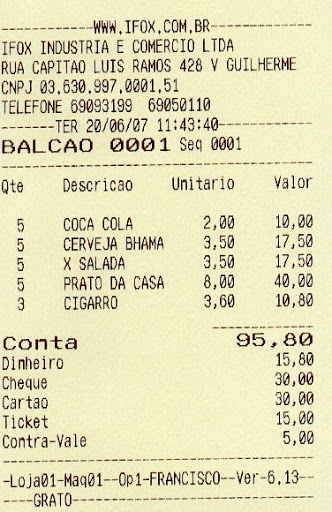 -----------WWW.IFOX.COM.BR-----------
IFOX INDUSTRIA E COMERCIO LTDA
RUA CAPITAO LUIS RAMOS 428 V GUILHERME
CNPJ 03.630.997.0001.51
TELEFONE 69093199 69050110
-------TER 20/06/07 11:43:40-------
BALCAO 0001 Seq 0001
Qte Descricao Unitario Valor
5 COCA COLA 2,00 10,00
5 CERVEJA BHAMA 3,50 17,50
5 X SALADA 3,50 17,50
5 PRATO DA CASA 8,00 40,00
3 CIGARRO 3,60 10,80
Conta 95,80
Dinheiro 15,80
Cheque 30,00
Cartao 30,00
Ticket 15,00
Contra-Vale 5,00
-Loja01-Maq01--Op1-FRANCISCO--Ver-6.13--
----GRATO----